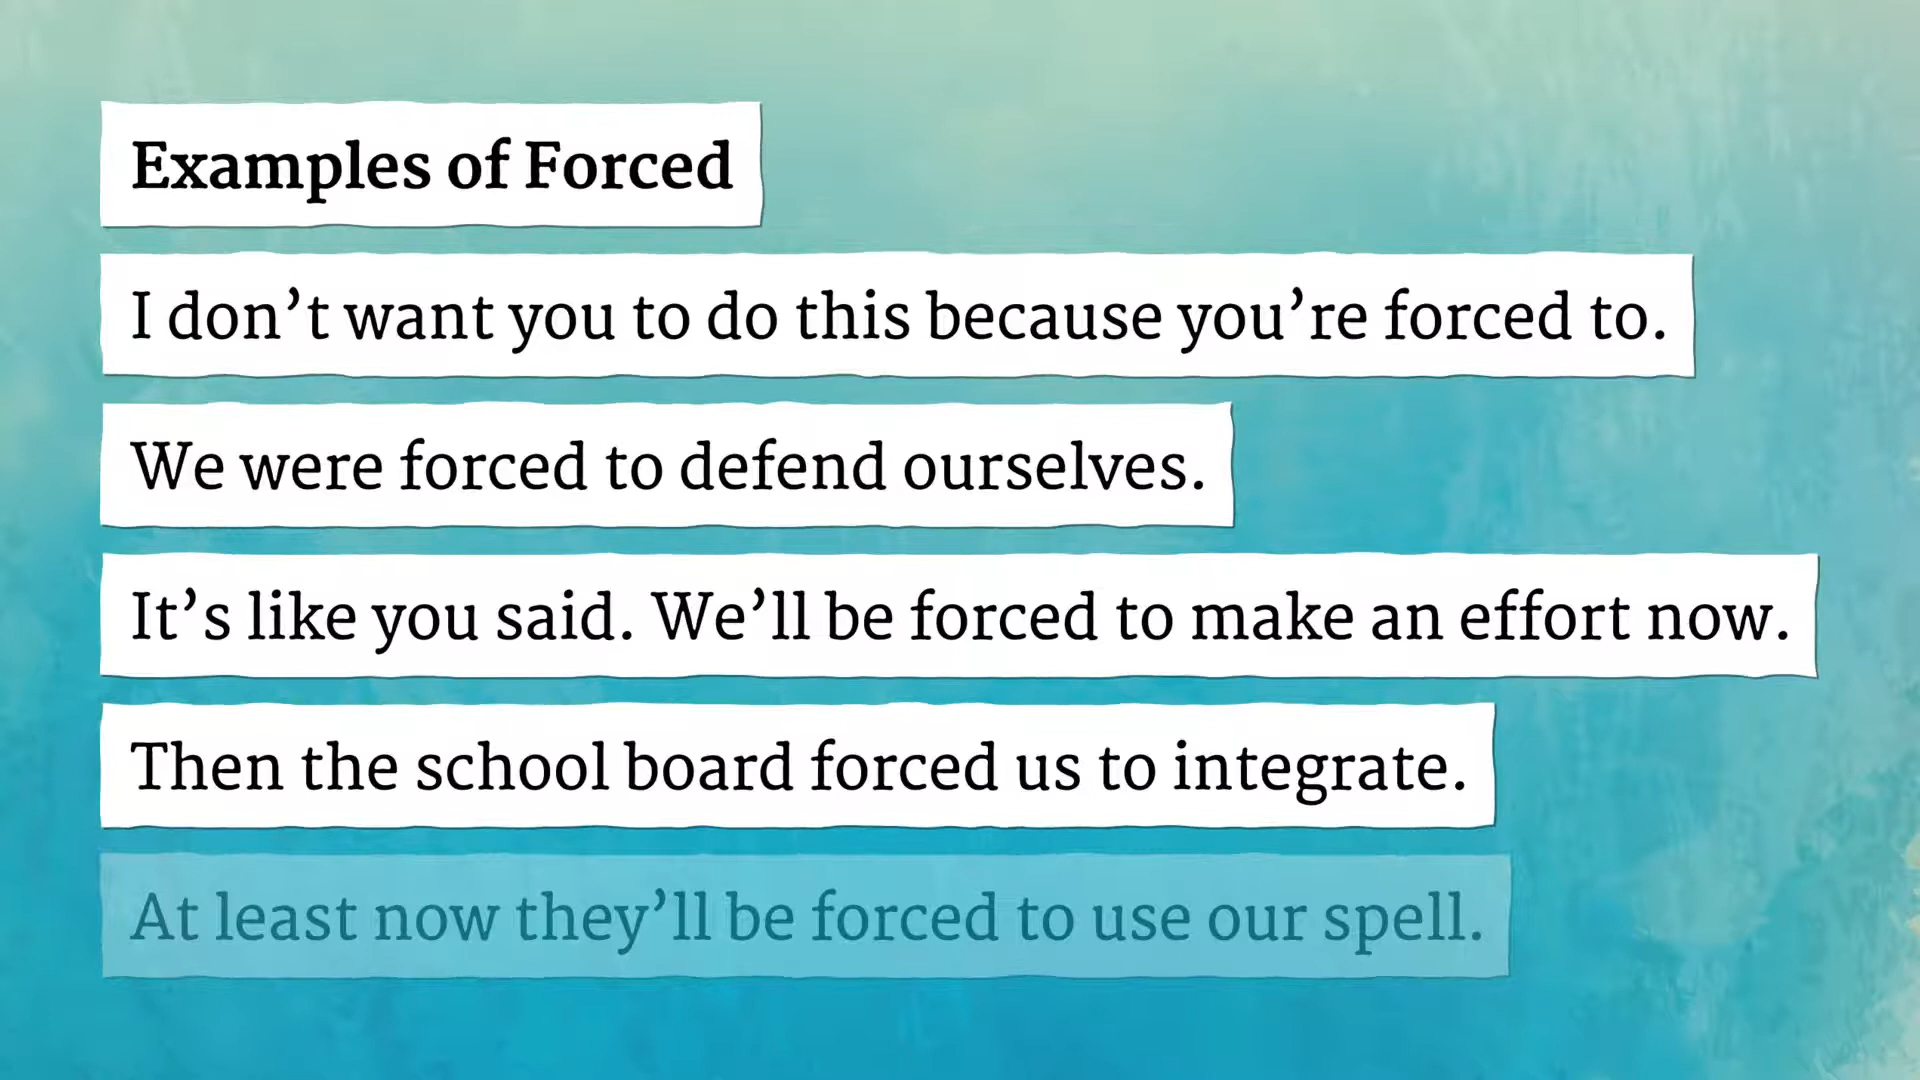 Examples of Forced
I don’t want you to do this because you’re forced to.
We were forced to defend ourselves.
It’s like you said. We’ll be forced to make an effort now.
Then the school board forced us to integrate.
At least now they’ll be forced to use our spell.